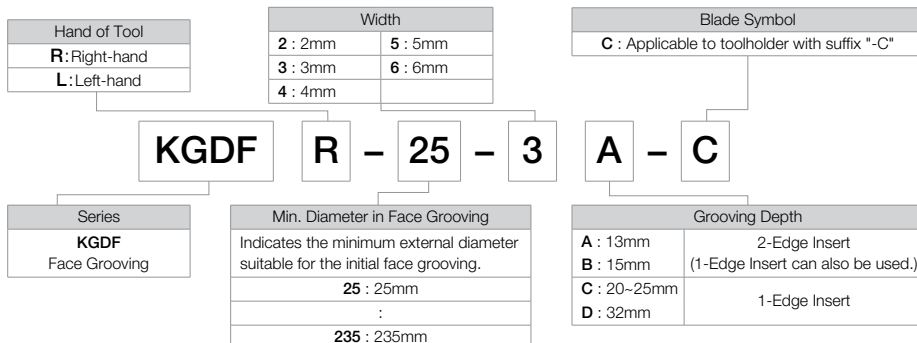 Hand of Tool
R:Right-hand
L:Left-hand
Width
2 : 2mm 5 : 5mm
3 : 3mm 6 : 6mm
4 : 4mm
Blade Symbol
C : Applicable to toolholder with suffix "-C"
KGDF R – 25 – 3 A – C
Series
KGDF
Face Grooving
Min. Diameter in Face Grooving
Indicates the minimum external diameter
suitable for the initial face grooving.
25 : 25mm
:
235 : 235mm
Grooving Depth
A : 13mm
B : 15mm
2-Edge Insert
(1-Edge Insert can also be used.)
C : 20~25mm
D : 32mm
1-Edge Insert